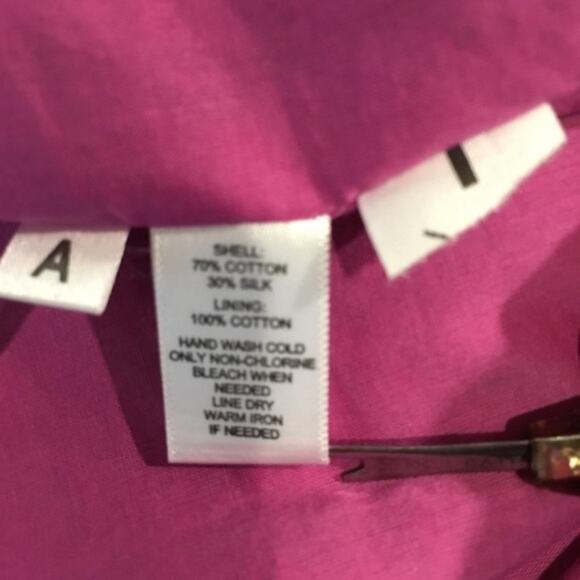 A
SHELL:
70% COTTON
30% SILK
LINING:
100% COTTON
HAND WASH COLD
ONLY NON-CHLORINE
BLEACH WHEN
NEEDED
LINE DRY
WARM IRON
IF NEEDED